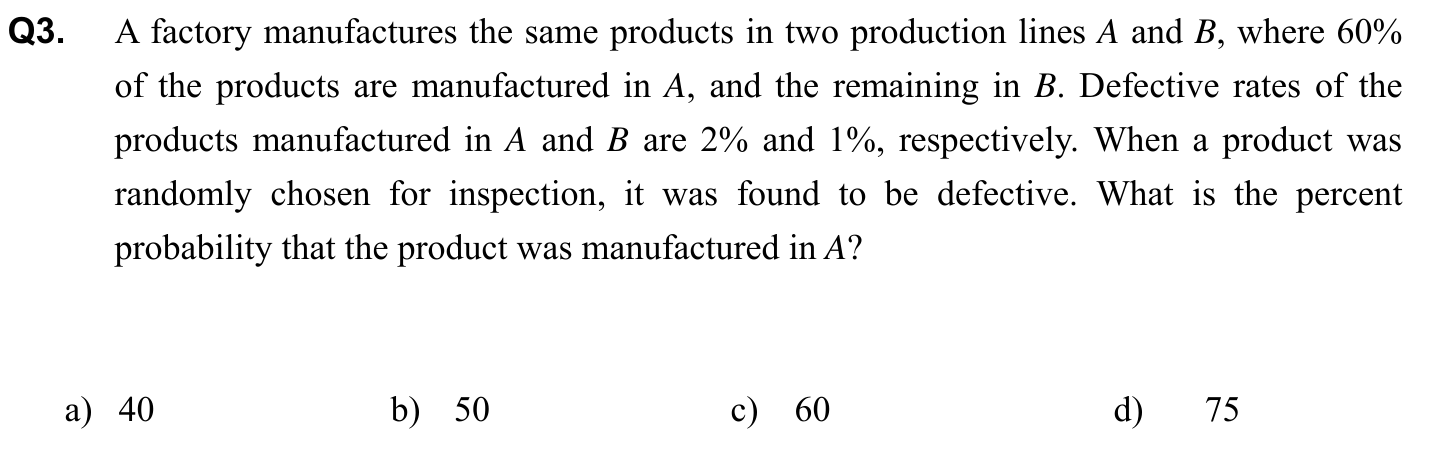 Q3. A factory manufactures the same products in two production lines A and B, where 60%
of the products are manufactured in A, and the remaining in B. Defective rates of the
products manufactured in A and B are 2% and 1%, respectively. When a product was
randomly chosen for inspection, it was found to be defective. What is the percent
probability that the product was manufactured in A?
a) 40 b) 50 c) 60 d) 75